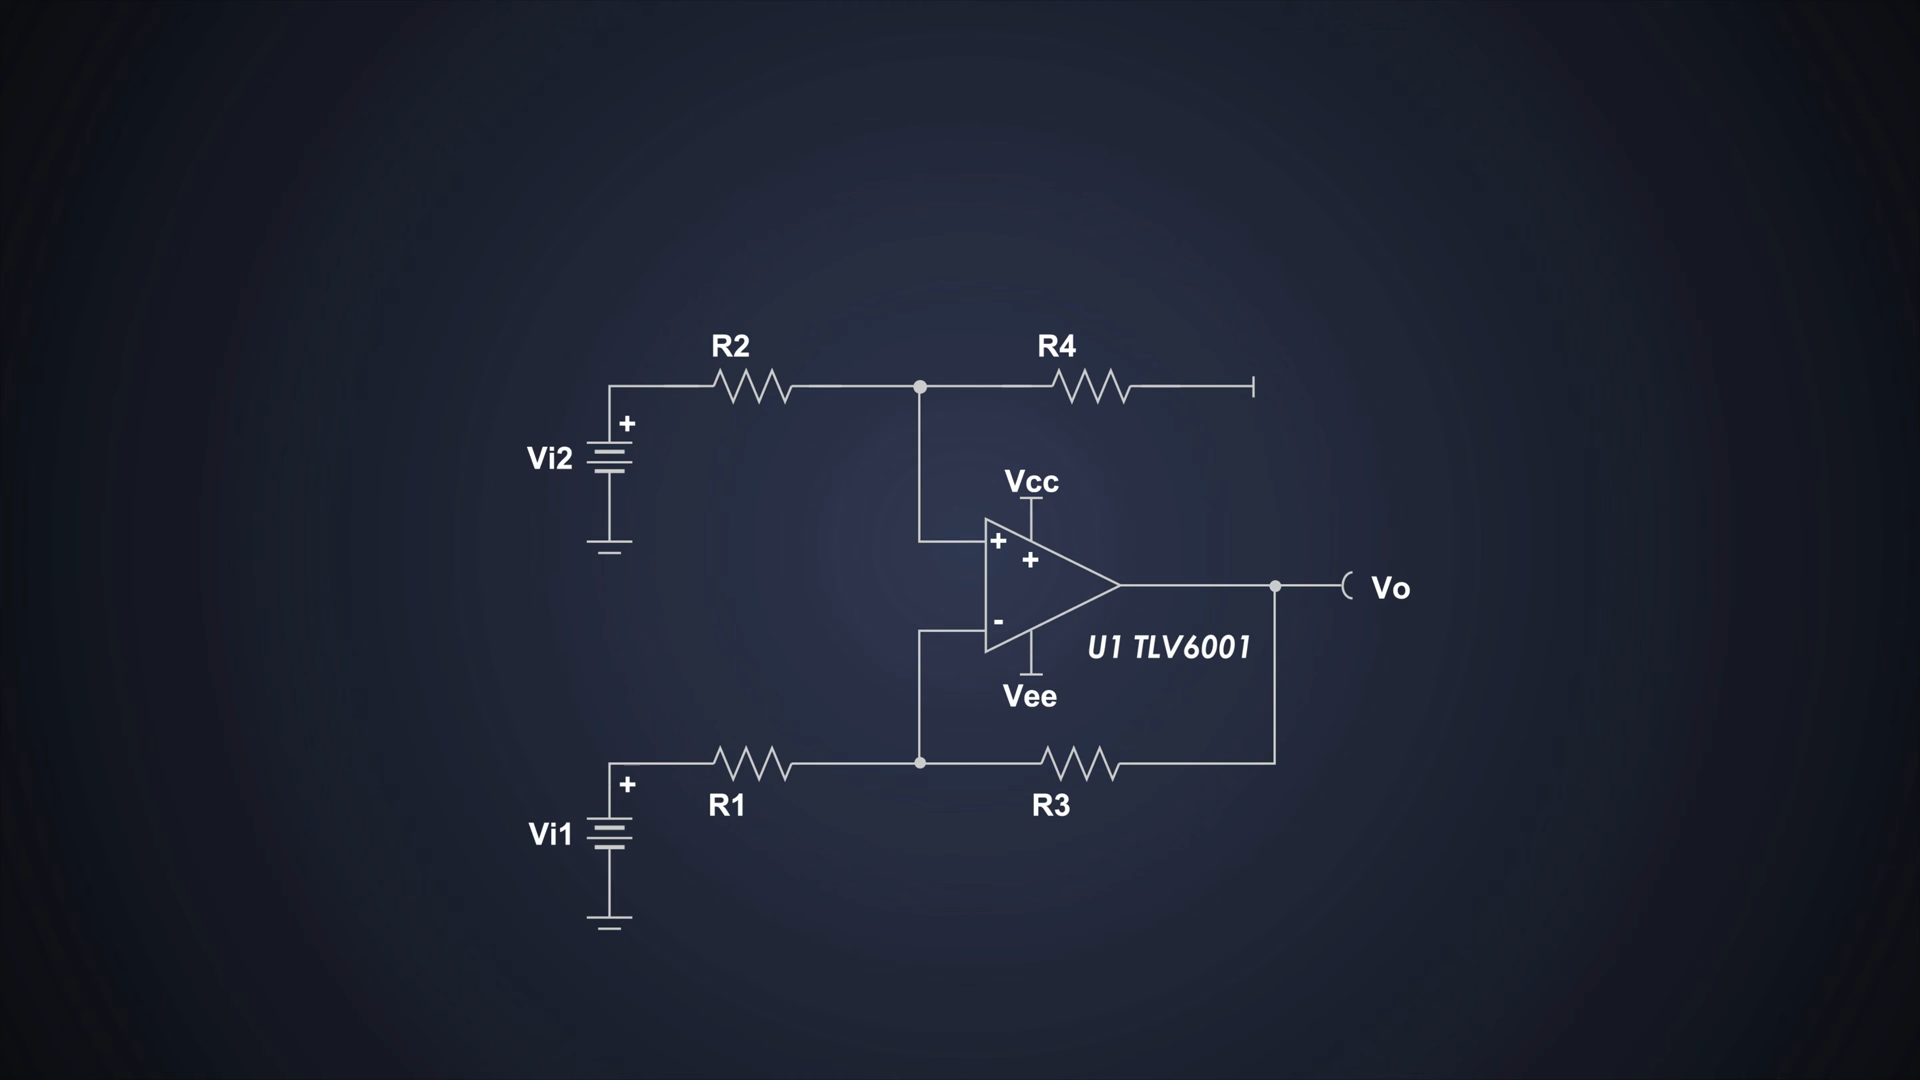 R2
R4
+
Vi2
Vcc
+
+
-
Vo
U1 TLV6001
Vee
+
R1
R3
Vi1